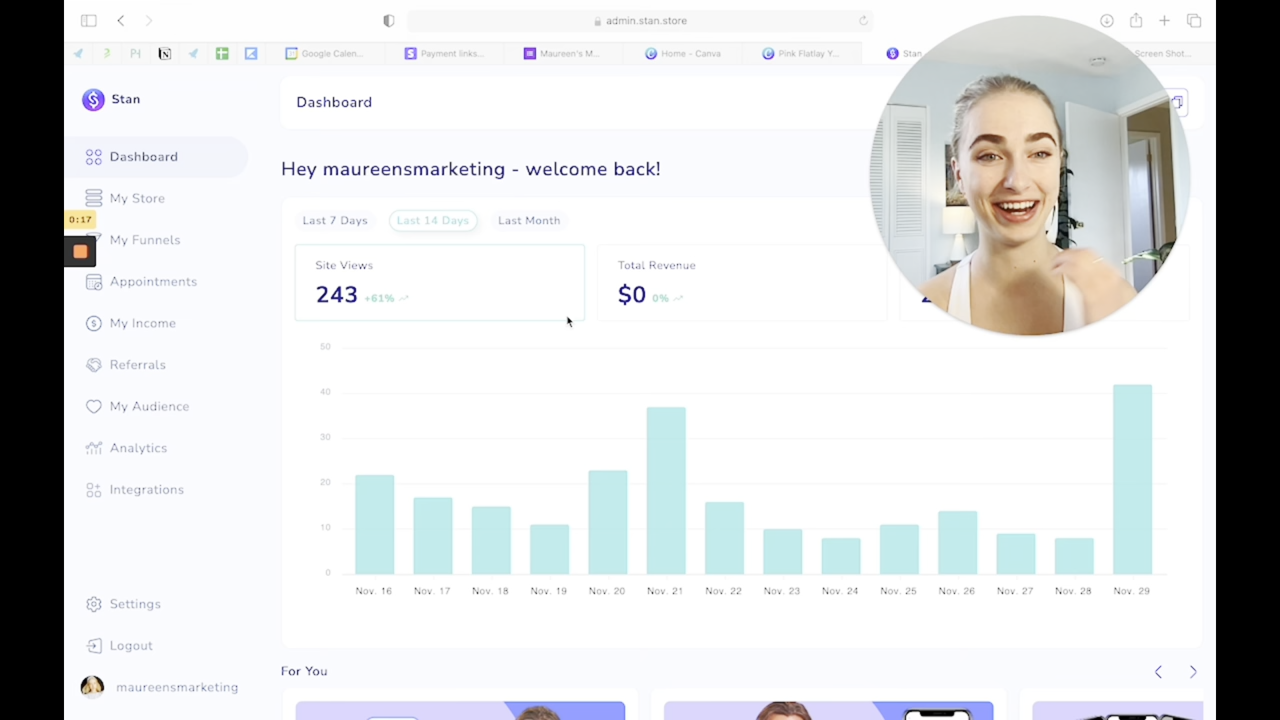 admin.stan.store
Google Calen...
Payment links...
Maureen's M...
Home - Canva
Pink Flatlay Y...
Stan
Screen Shot...
Stan
Dashboard
Dashboard
My Store
My Funnels
Appointments
My Income
Referrals
My Audience
Analytics
Integrations
Settings
Logout
maureensmarketing
0:17
Hey maureensmarketing - welcome back!
Last 7 Days
Last 14 Days
Last Month
Site Views
243 +61%
Total Revenue
$0 0%
50
40
30
20
10
0
Nov. 16
Nov. 17
Nov. 18
Nov. 19
Nov. 20
Nov. 21
Nov. 22
Nov. 23
Nov. 24
Nov. 25
Nov. 26
Nov. 27
Nov. 28
Nov. 29
For You